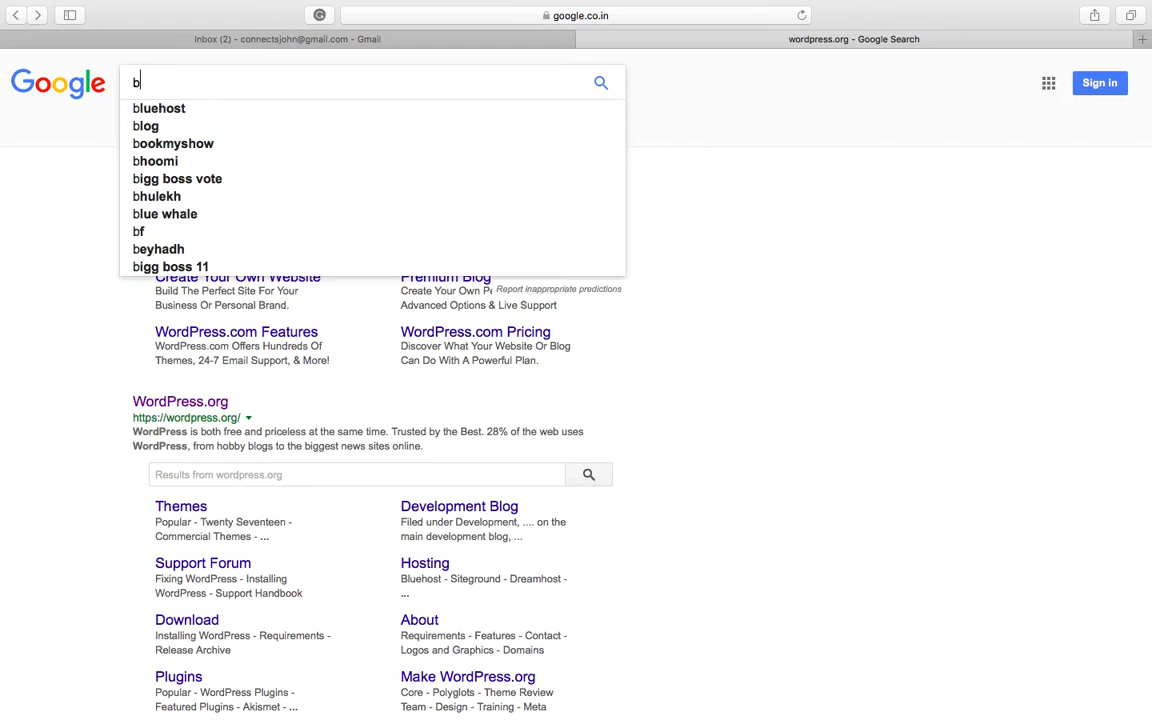 google.co.in
Inbox (2) - connectsjohn@gmail.com - Gmail
wordpress.org - Google Search
Google
b
Sign in
bluehost
blog
bookmyshow
bhoomi
bigg boss vote
bhulekh
blue whale
bf
beyhadh
bigg boss 11
Report inappropriate predictions
Create Your Own Website
Build The Perfect Site For Your
Business Or Personal Brand.
Premium Blog
Create Your Own
Advanced Options & Live Support
WordPress.com Features
WordPress.com Offers Hundreds Of
Themes, 24-7 Email Support, & More!
WordPress.com Pricing
Discover What Your Website Or Blog
Can Do With A Powerful Plan.
WordPress.org
https://wordpress.org/
WordPress is both free and priceless at the same time. Trusted by the Best. 28% of the web uses
WordPress, from hobby blogs to the biggest news sites online.
Results from wordpress.org
Themes
Popular - Twenty Seventeen -
Commercial Themes - ...
Development Blog
Filed under Development, .... on the
main development blog, ...
Support Forum
Fixing WordPress - Installing
WordPress - Support Handbook
Hosting
Bluehost - Siteground - Dreamhost -
...
Download
Installing WordPress - Requirements -
Release Archive
About
Requirements - Features - Contact -
Logos and Graphics - Domains
Plugins
Popular - WordPress Plugins -
Featured Plugins - Akismet - ...
Make WordPress.org
Core - Polyglots - Theme Review
Team - Design - Training - Meta